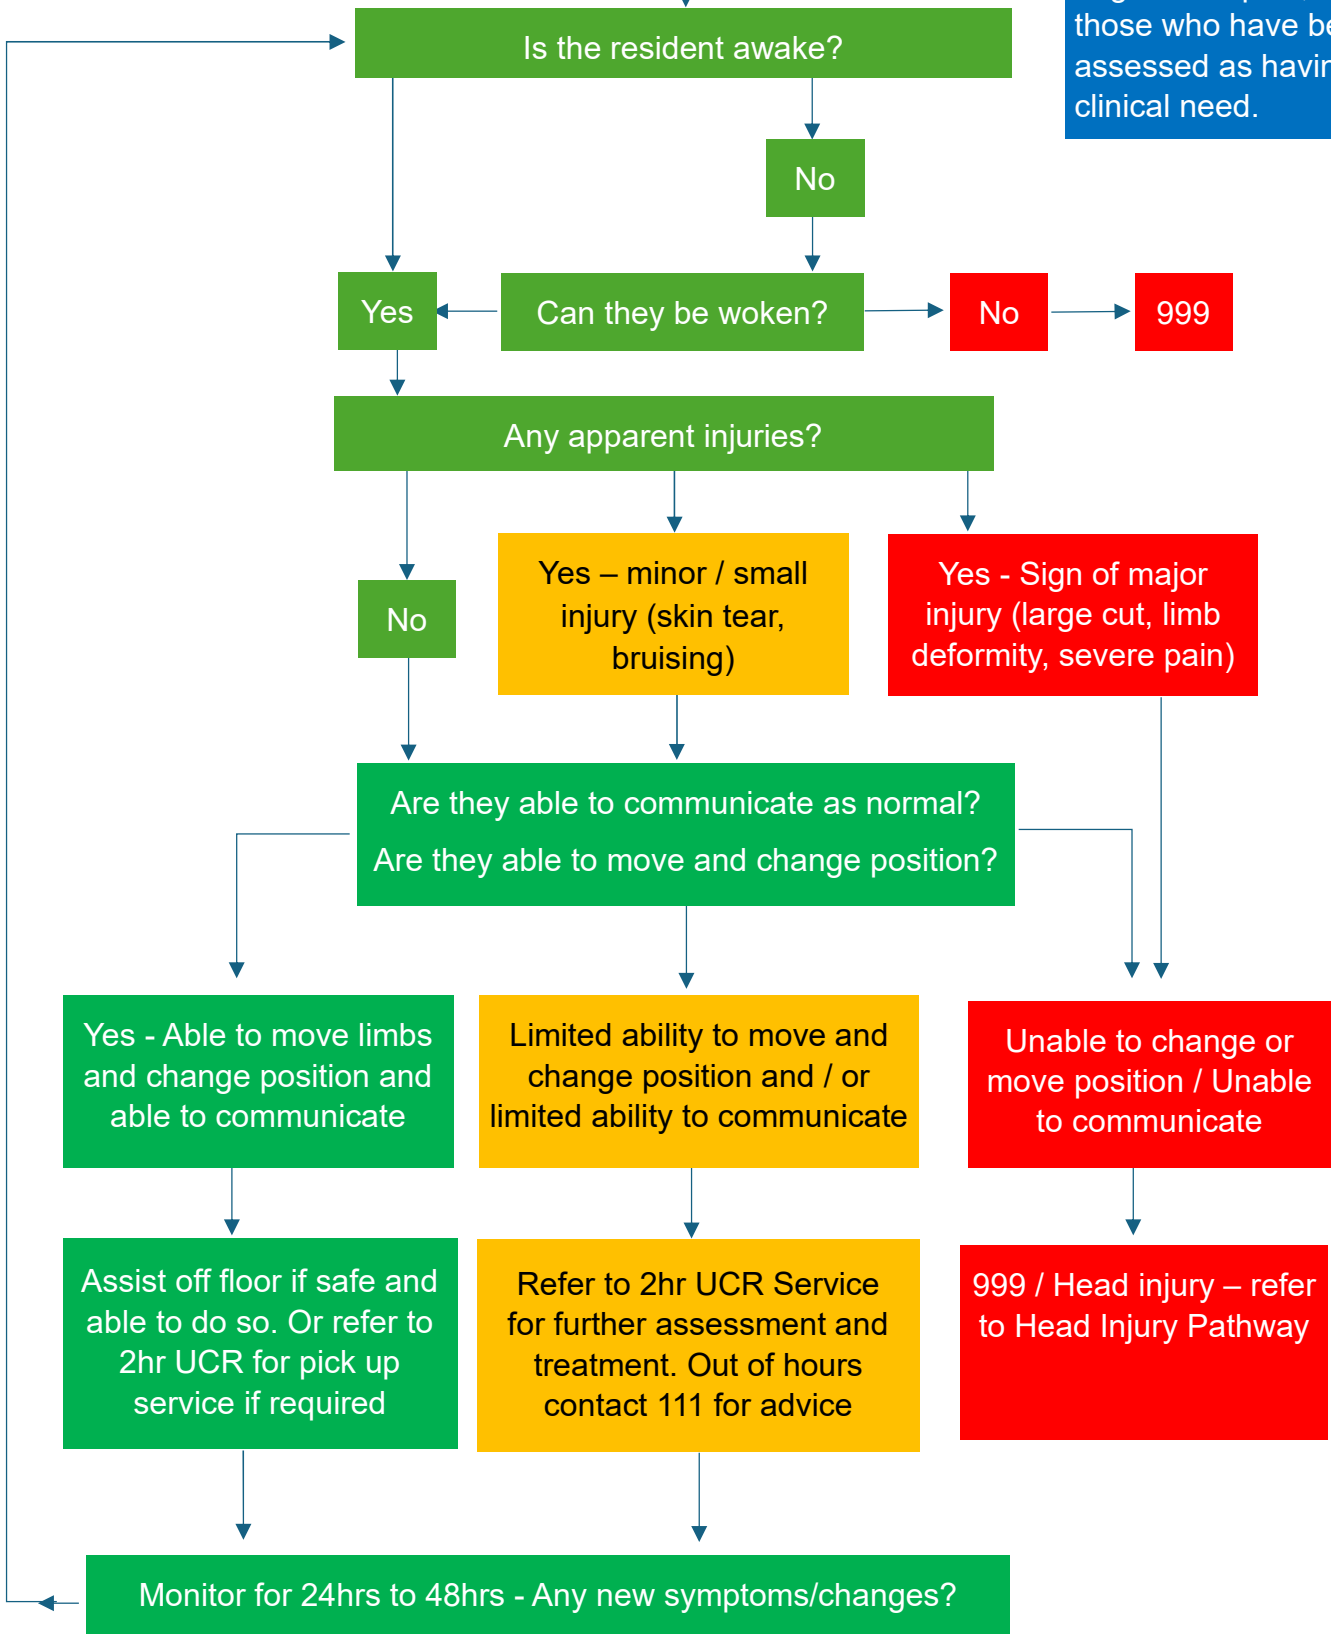 Is the resident awake?
those who have be
assessed as havin
clinical need.
No
Yes
Can they be woken?
No
999
Any apparent injuries?
No
Yes – minor / small
injury (skin tear,
bruising)
Yes - Sign of major
injury (large cut, limb
deformity, severe pain)
Are they able to communicate as normal?
Are they able to move and change position?
Yes - Able to move limbs
and change position and
able to communicate
Limited ability to move and
change position and / or
limited ability to communicate
Unable to change or
move position / Unable
to communicate
Assist off floor if safe and
able to do so. Or refer to
2hr UCR for pick up
service if required
Refer to 2hr UCR Service
for further assessment and
treatment. Out of hours
contact 111 for advice
999 / Head injury – refer
to Head Injury Pathway
Monitor for 24hrs to 48hrs - Any new symptoms/changes?